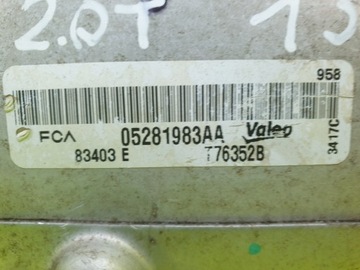 2.0T 15
958
FCA 05281983AA Valeo
83403 E T76352B
3417C